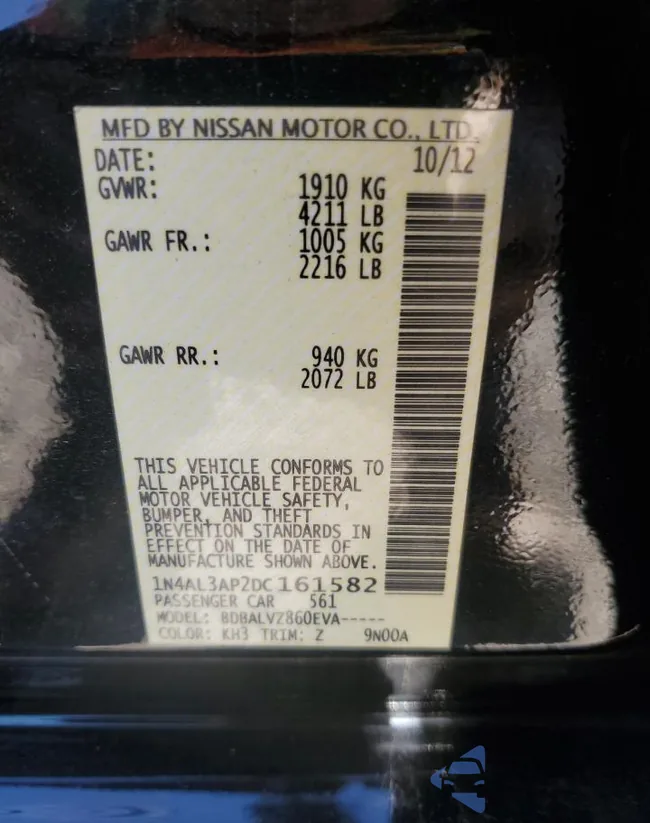 MFD BY NISSAN MOTOR CO., LTD.
DATE: 10/12
GVWR: 1910 KG
4211 LB
GAWR FR.: 1005 KG
2216 LB
GAWR RR.: 940 KG
2072 LB
THIS VEHICLE CONFORMS TO
ALL APPLICABLE FEDERAL
MOTOR VEHICLE SAFETY,
BUMPER, AND THEFT
PREVENTION STANDARDS IN
EFFECT ON THE DATE OF
MANUFACTURE SHOWN ABOVE.
1N4AL3AP2DC161582
PASSENGER CAR 561
MODEL: BDBALVZ860EVA-----
COLOR: KH3 TRIM: Z 9N00A